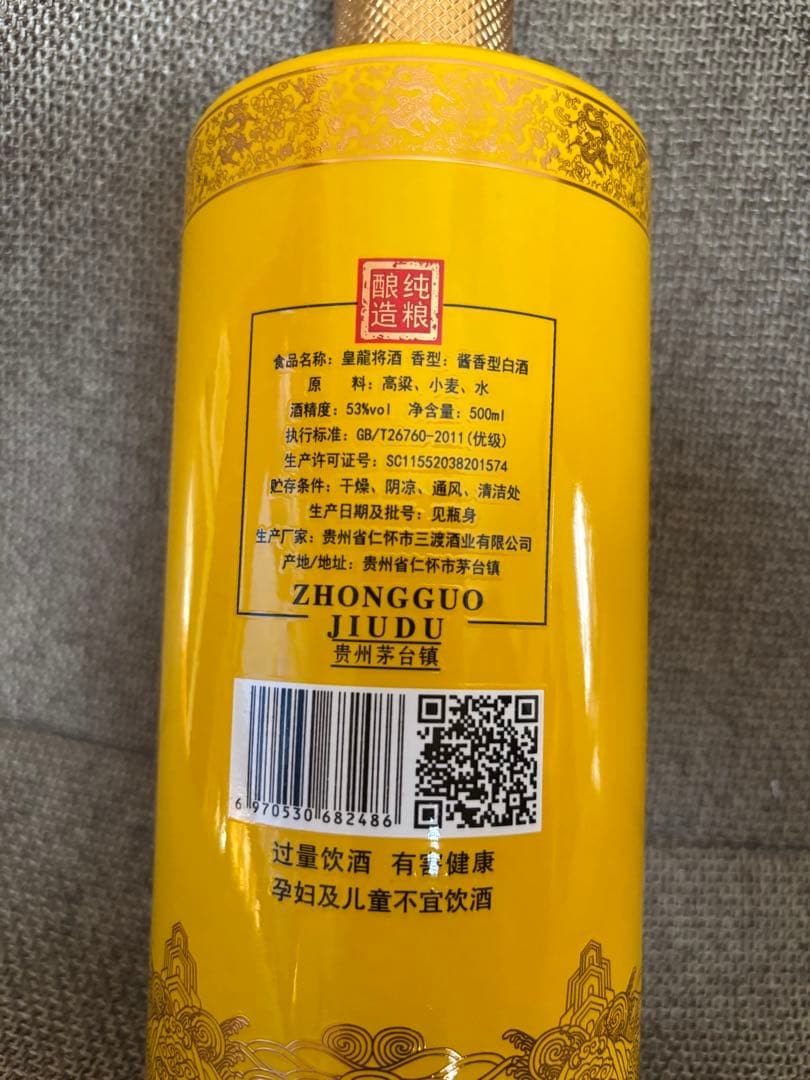 纯粮
酿造
食品名称：皇龍将酒 香型：酱香型白酒
原 料：高粱、小麦、水
酒精度：53%vol 净含量：500ml
执行标准：GB/T26760-2011(优级)
生产许可证号：SC11552038201574
贮存条件：干燥、阴凉、通风、清洁处
生产日期及批号：见瓶身
生产厂家：贵州省仁怀市三渡酒业有限公司
产地/地址：贵州省仁怀市茅台镇
ZHONGGUO
JIUDU
贵州茅台镇
6 970530 682486
过量饮酒 有害健康
孕妇及儿童不宜饮酒